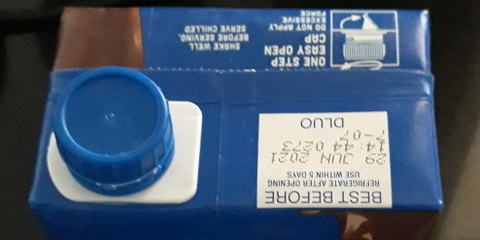 BEST BEFORE
REFRIGERATE AFTER OPENING
USE WITHIN 5 DAYS
29 JUN 2021
14:44 0273
-07
DLUO
ONE STEP
EASY OPEN
CAP
DO NOT APPLY
EXCESSIVE
FORCE
SHAKE WELL
BEFORE SERVING.
SERVE CHILLED